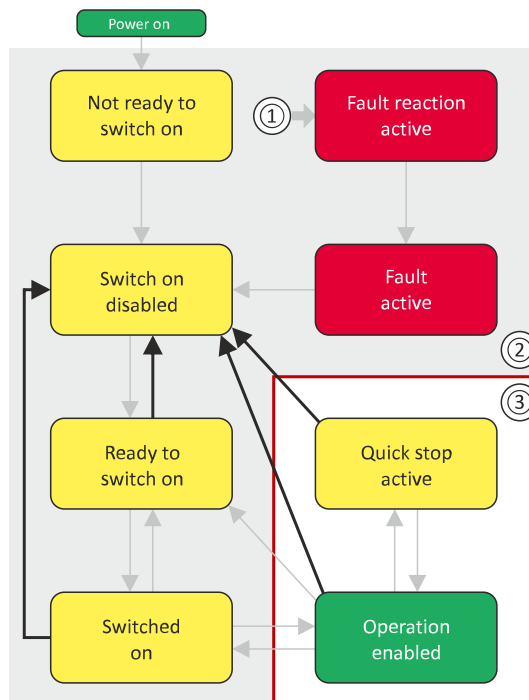 Power on
Not ready to
switch on
1
Fault reaction
active
Switch on
disabled
Fault
active
2
3
Ready to
switch on
Quick stop
active
Switched
on
Operation
enabled